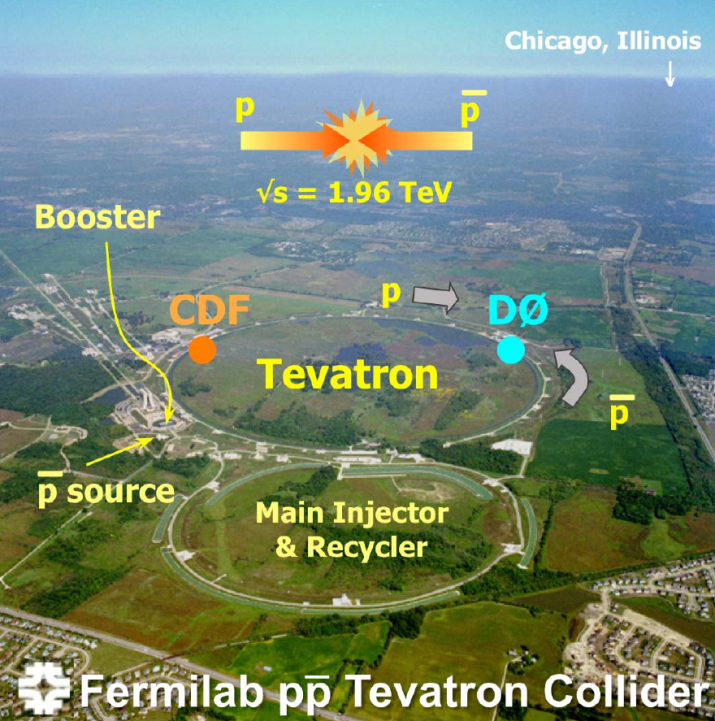 Chicago, Illinois
p p̅
√s = 1.96 TeV
Booster
p
CDF DØ
Tevatron
p̅
p̅ source
Main Injector
& Recycler
Fermilab pp̅ Tevatron Collider